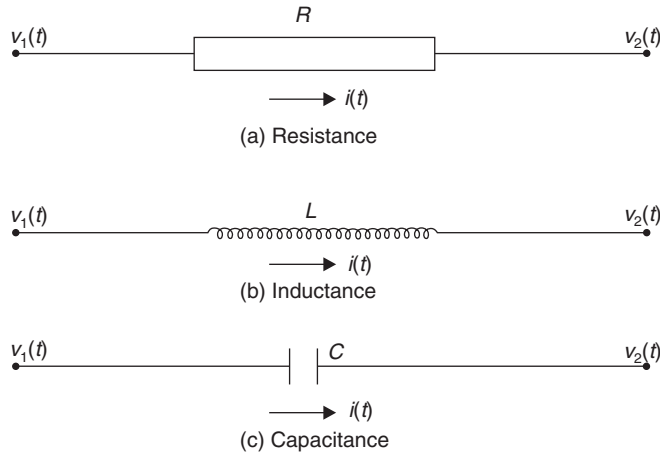 R
v₁(t) v₂(t)
i(t)
(a) Resistance
L
v₁(t) v₂(t)
i(t)
(b) Inductance
C
v₁(t) v₂(t)
i(t)
(c) Capacitance